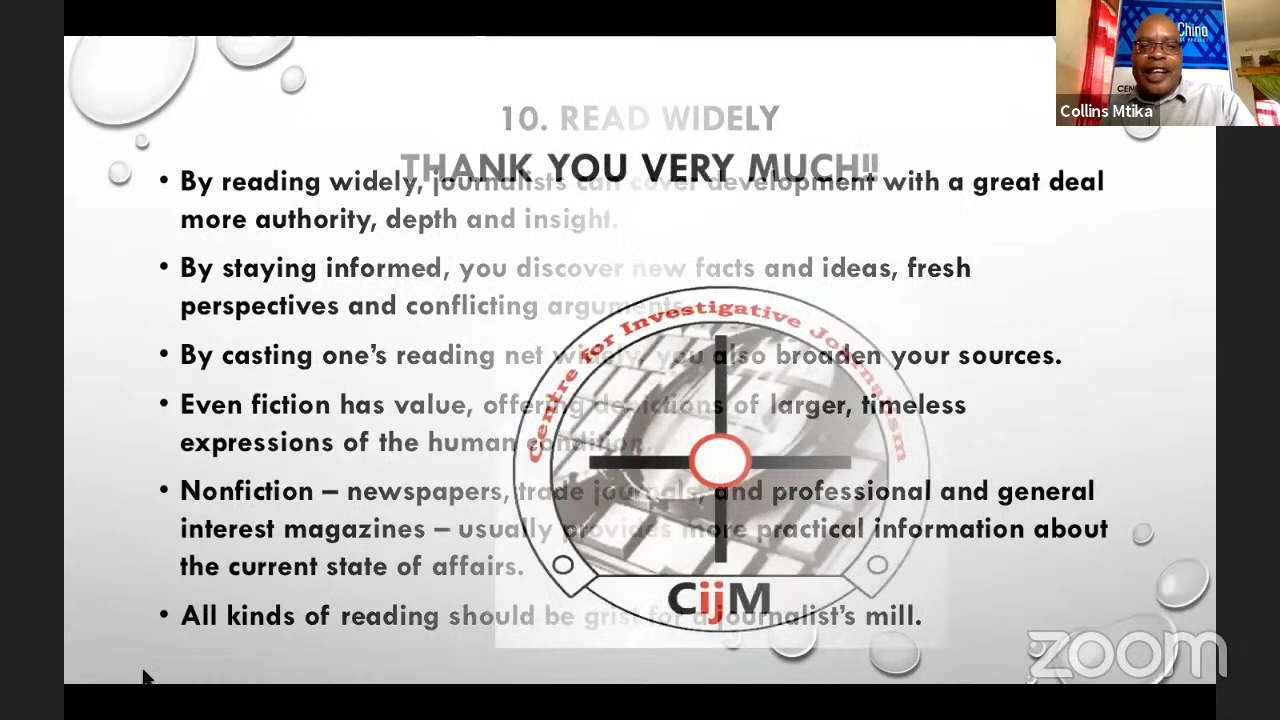 China
CEN
Collins Mtika
10. READ WIDELY
THANK YOU VERY MUCH!!
• By reading widely, journalists can cover development with a great deal
more authority, depth and insight.
• By staying informed, you discover new facts and ideas, fresh
perspectives and conflicting arguments.
• By casting one’s reading net widely, you also broaden your sources.
• Even fiction has value, offering depictions of larger, timeless
expressions of the human condition.
• Nonfiction – newspapers, trade journals, and professional and general
interest magazines – usually provides more practical information about
the current state of affairs.
• All kinds of reading should be grist for a journalist’s mill.
Centre for Investigative Journalism
CijM
zoom